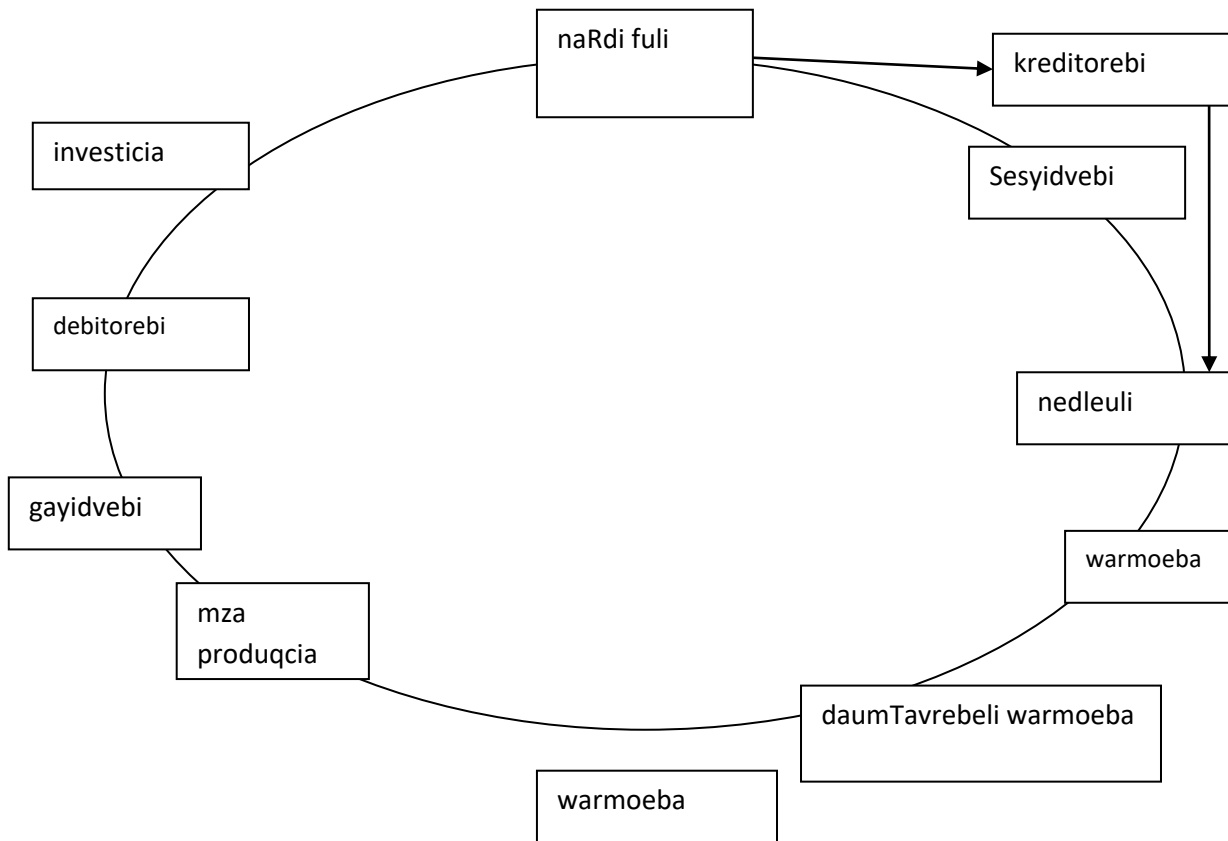 naRdi fuli
kreditorebi
investicia
Sesyidvebi
debitorebi
nedleuli
gayidvebi
warmoeba
mza
produqcia
daumTavrebeli warmoeba
warmoeba